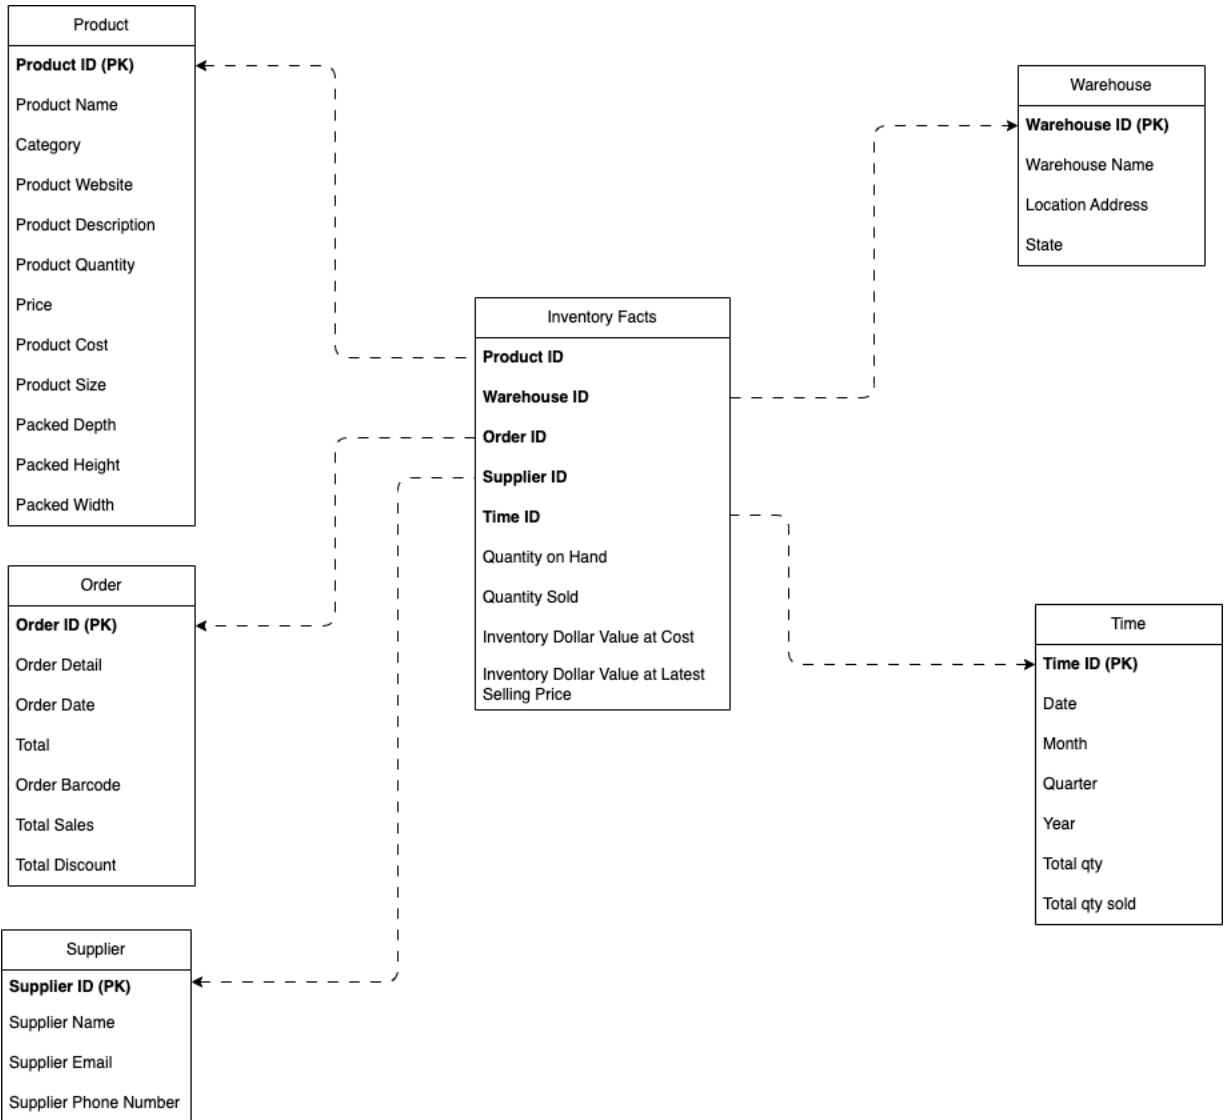 Product
Product ID (PK)
Product Name
Category
Product Website
Product Description
Product Quantity
Price
Product Cost
Product Size
Packed Depth
Packed Height
Packed Width
Order
Order ID (PK)
Order Detail
Order Date
Total
Order Barcode
Total Sales
Total Discount
Supplier
Supplier ID (PK)
Supplier Name
Supplier Email
Supplier Phone Number
Inventory Facts
Product ID
Warehouse ID
Order ID
Supplier ID
Time ID
Quantity on Hand
Quantity Sold
Inventory Dollar Value at Cost
Inventory Dollar Value at Latest
Selling Price
Warehouse
Warehouse ID (PK)
Warehouse Name
Location Address
State
Time
Time ID (PK)
Date
Month
Quarter
Year
Total qty
Total qty sold